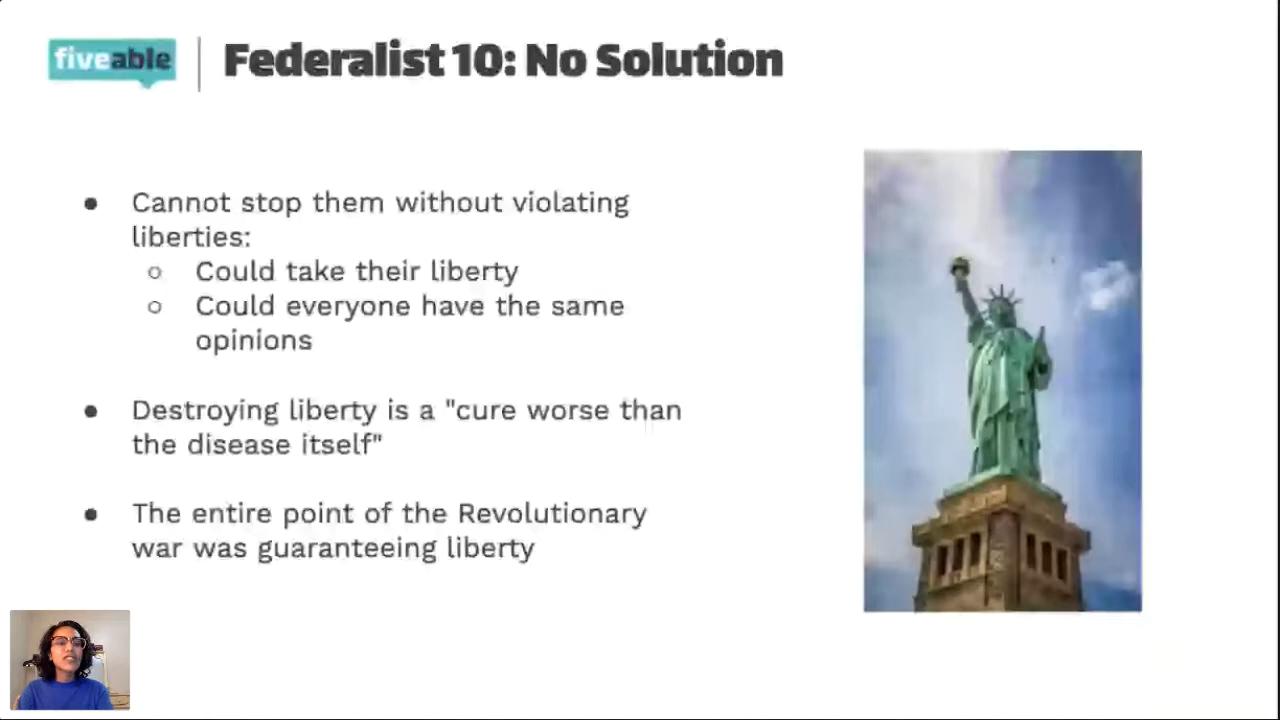 fiveable
Federalist 10: No Solution
● Cannot stop them without violating
liberties:
○ Could take their liberty
○ Could everyone have the same
opinions
● Destroying liberty is a "cure worse than
the disease itself"
● The entire point of the Revolutionary
war was guaranteeing liberty